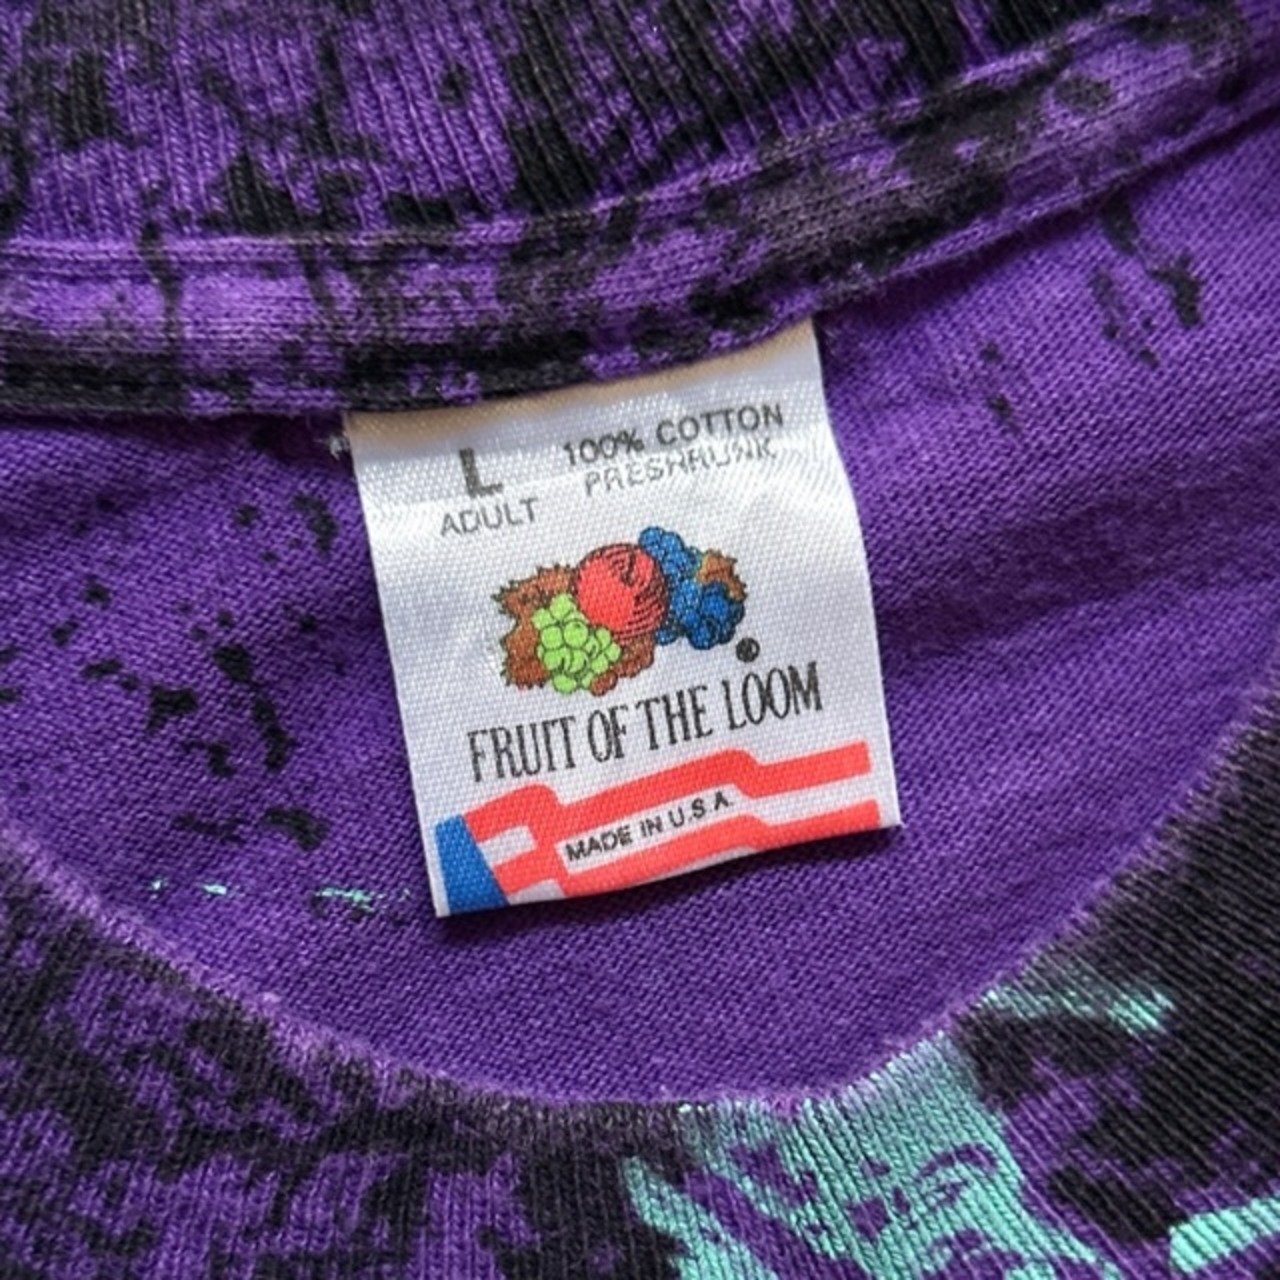 L
ADULT
100% COTTON
PRESHRUNK
®
FRUIT OF THE LOOM
MADE IN U.S.A.